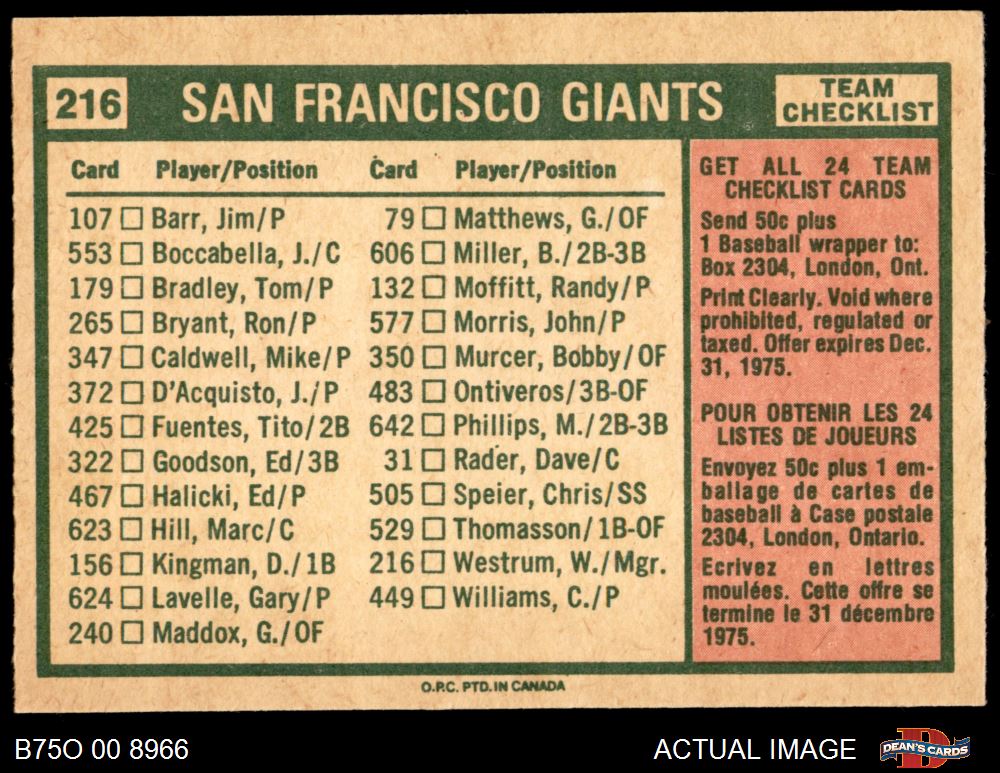 216 SAN FRANCISCO GIANTS TEAM CHECKLIST
Card Player/Position
107 Barr, Jim/P
553 Boccabella, J./C
179 Bradley, Tom/P
265 Bryant, Ron/P
347 Caldwell, Mike/P
372 D'Acquisto, J./P
425 Fuentes, Tito/2B
322 Goodson, Ed/3B
467 Halicki, Ed/P
623 Hill, Marc/C
156 Kingman, D./1B
624 Lavelle, Gary/P
240 Maddox, G./OF
Card Player/Position
79 Matthews, G./OF
606 Miller, B./2B-3B
132 Moffitt, Randy/P
577 Morris, John/P
350 Murcer, Bobby/OF
483 Ontiveros/3B-OF
642 Phillips, M./2B-3B
31 Rader, Dave/C
505 Speier, Chris/SS
529 Thomasson/1B-OF
216 Westrum, W./Mgr.
449 Williams, C./P
GET ALL 24 TEAM
CHECKLIST CARDS
Send 50c plus
1 Baseball wrapper to:
Box 2304, London, Ont.
Print Clearly. Void where
prohibited, regulated or
taxed. Offer expires Dec.
31, 1975.
POUR OBTENIR LES 24
LISTES DE JOUEURS
Envoyez 50c plus 1 em-
ballage de cartes de
baseball à Case postale
2304, London, Ontario.
Ecrivez en lettres
moulées. Cette offre se
termine le 31 décembre
1975.
O.P.C. PTD. IN CANADA
B75O 00 8966
ACTUAL IMAGE
DEAN'S CARDS